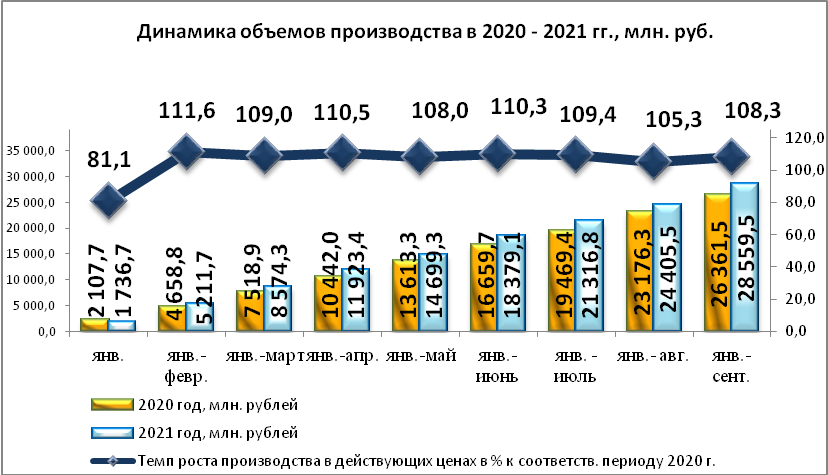 Динамика объемов производства в 2020 - 2021 гг., млн. руб.
81,1 111,6 109,0 110,5 108,0 110,3 109,4 105,3 108,3
35 000,0
30 000,0
25 000,0
20 000,0
15 000,0
10 000,0
5 000,0
0,0
2 107,7 1 736,7
4 658,8 5 211,7
7 518,9 8 574,3
10 442,0 11 923,4
13 613,3 14 699,3
16 659,7 18 379,1
19 469,4 21 316,8
23 176,3 24 405,5
26 361,5 28 559,5
120,0
100,0
80,0
60,0
40,0
20,0
0,0
янв. янв.- янв.-март янв.-апр. янв.-май янв.- янв. - янв.- авг. янв.-
февр. июнь июль сент.
2020 год, млн. рублей
2021 год, млн. рублей
Темп роста производства в действующих ценах в % к соответств. периоду 2020 г.